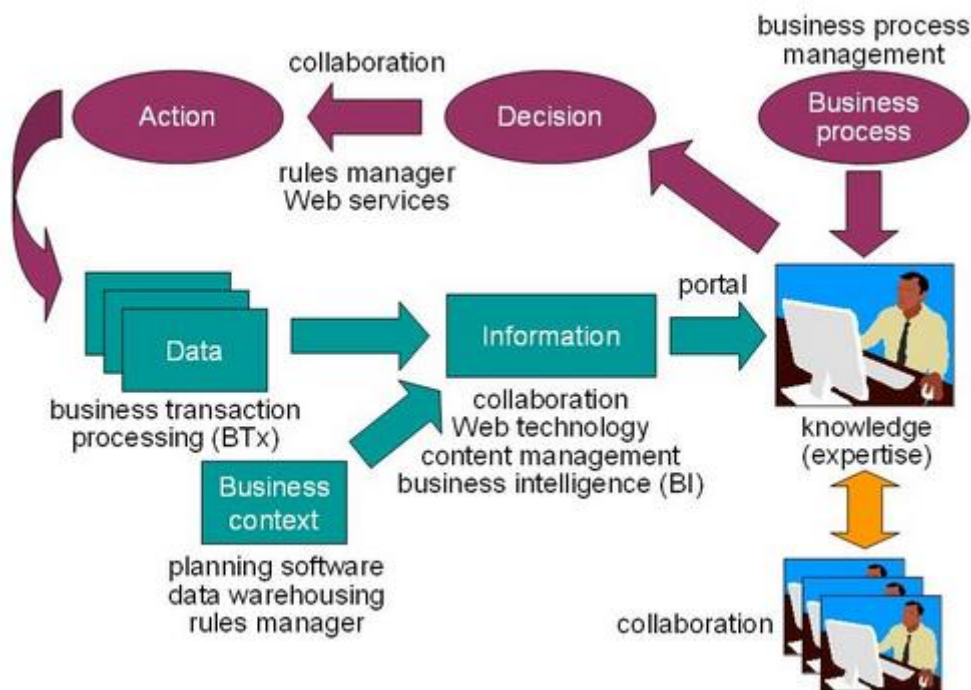 business process
management
collaboration
Action
Decision
Business
process
rules manager
Web services
portal
Data
Information
business transaction
processing (BTx)
collaboration
Web technology
content management
business intelligence (BI)
knowledge
(expertise)
Business
context
planning software
data warehousing
rules manager
collaboration